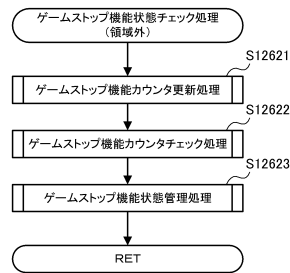 ゲームストップ機能状態チェック処理
(領域外)
S12621
ゲームストップ機能カウンタ更新処理
S12622
ゲームストップ機能カウンタチェック処理
S12623
ゲームストップ機能状態管理処理
RET